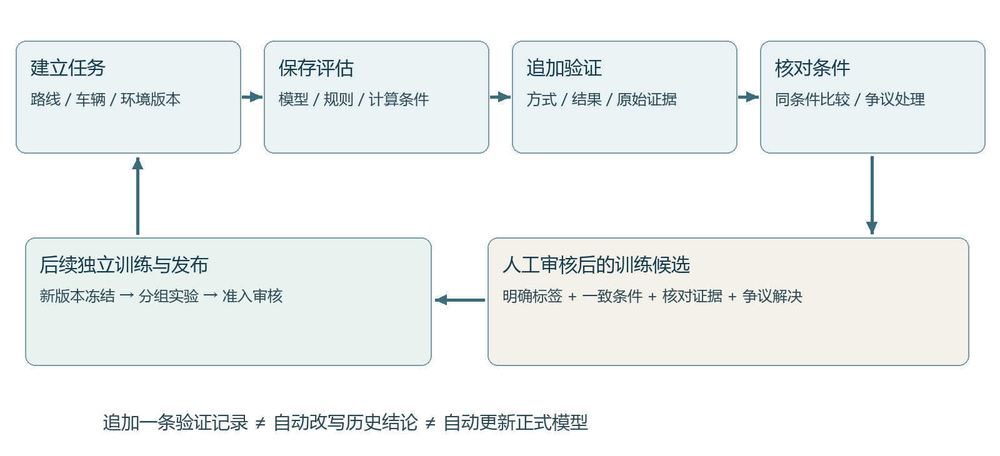 建立任务
路线 / 车辆 / 环境版本
保存评估
模型 / 规则 / 计算条件
追加验证
方式 / 结果 / 原始证据
核对条件
同条件比较 / 争议处理
后续独立训练与发布
新版本冻结 → 分组实验 → 准入审核
人工审核后的训练候选
明确标签 + 一致条件 + 核对证据 + 争议解决
追加一条验证记录 ≠ 自动改写历史结论 ≠ 自动更新正式模型